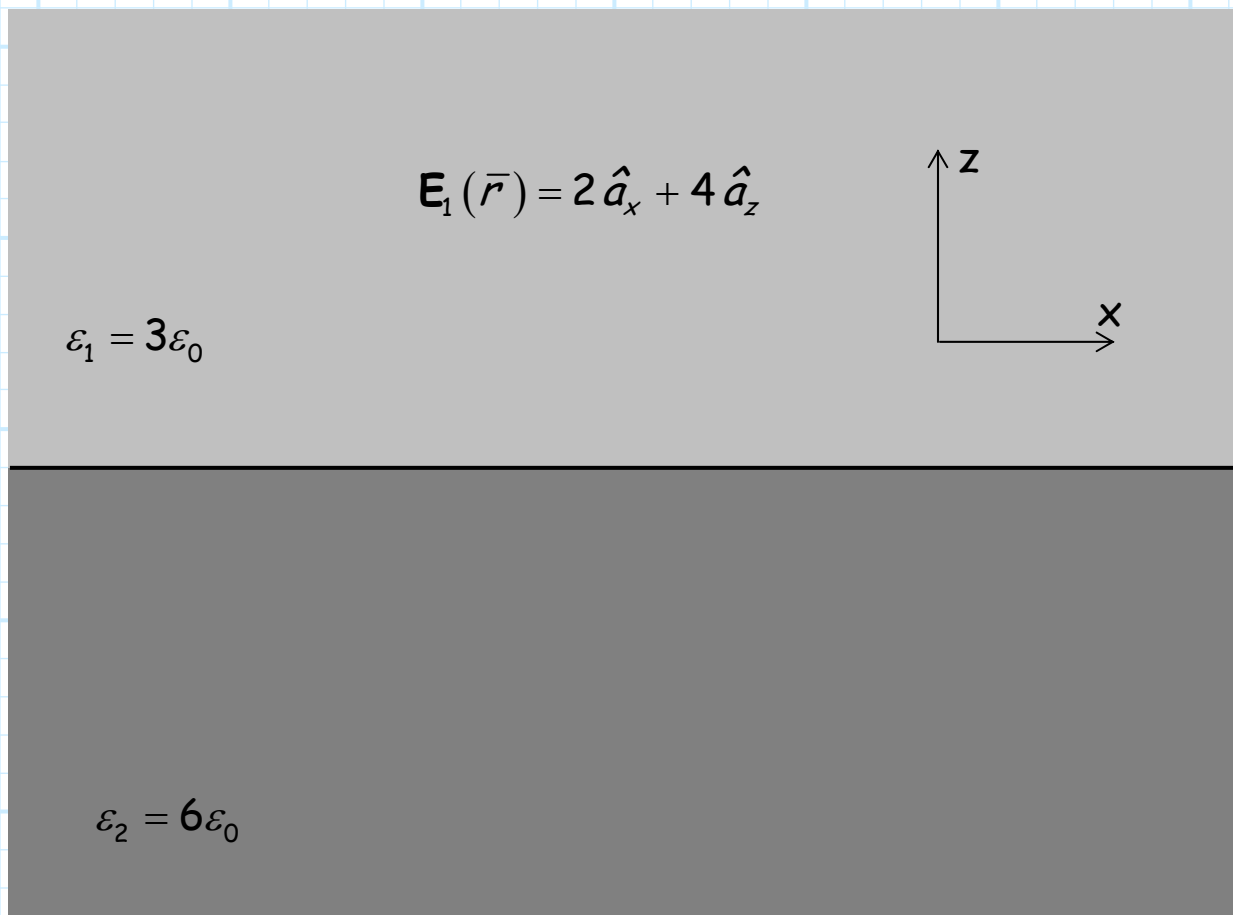 z
E₁(r̄) = 2 âₓ + 4 â_z
x
ε₁ = 3ε₀
ε₂ = 6ε₀